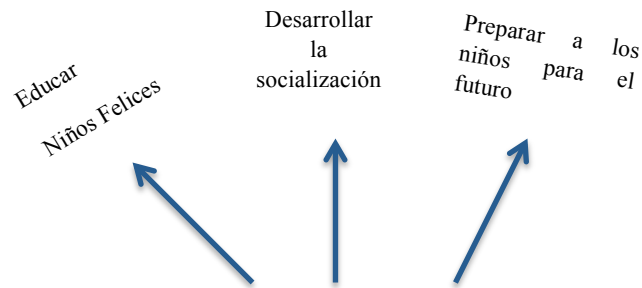 Educar
Niños Felices
Desarrollar
la
socialización
Preparar a los
niños para el
futuro